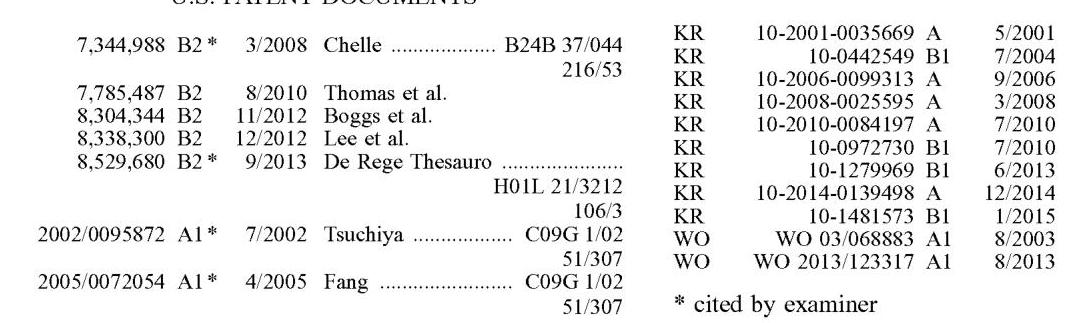 U.S. PATENT DOCUMENTS
7,344,988 B2 * 3/2008 Chelle ................... B24B 37/044
216/53
7,785,487 B2 8/2010 Thomas et al.
8,304,344 B2 11/2012 Boggs et al.
8,338,300 B2 12/2012 Lee et al.
8,529,680 B2 * 9/2013 De Rege Thesauro ......................
H01L 21/3212
106/3
2002/0095872 A1 * 7/2002 Tsuchiya .................. C09G 1/02
51/307
2005/0072054 A1 * 4/2005 Fang ........................ C09G 1/02
51/307
KR 10-2001-0035669 A 5/2001
KR 10-0442549 B1 7/2004
KR 10-2006-0099313 A 9/2006
KR 10-2008-0025595 A 3/2008
KR 10-2010-0084197 A 7/2010
KR 10-0972730 B1 7/2010
KR 10-1279969 B1 6/2013
KR 10-2014-0139498 A 12/2014
KR 10-1481573 B1 1/2015
WO WO 03/068883 A1 8/2003
WO WO 2013/123317 A1 8/2013
* cited by examiner